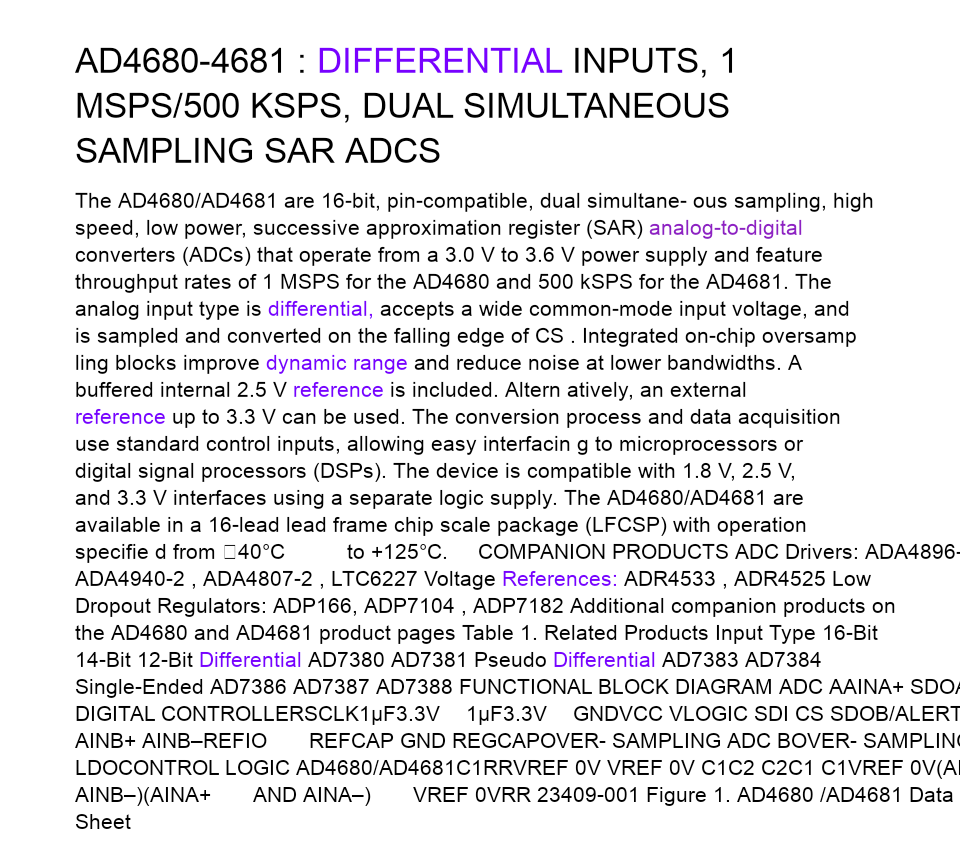 AD4680-4681 : DIFFERENTIAL INPUTS, 1
MSPS/500 KSPS, DUAL SIMULTANEOUS
SAMPLING SAR ADCS
The AD4680/AD4681 are 16-bit, pin-compatible, dual simultane- ous sampling, high
speed, low power, successive approximation register (SAR) analog-to-digital
converters (ADCs) that operate from a 3.0 V to 3.6 V power supply and feature
throughput rates of 1 MSPS for the AD4680 and 500 kSPS for the AD4681. The
analog input type is differential, accepts a wide common-mode input voltage, and
is sampled and converted on the falling edge of CS . Integrated on-chip oversamp
ling blocks improve dynamic range and reduce noise at lower bandwidths. A
buffered internal 2.5 V reference is included. Altern atively, an external
reference up to 3.3 V can be used. The conversion process and data acquisition
use standard control inputs, allowing easy interfacin g to microprocessors or
digital signal processors (DSPs). The device is compatible with 1.8 V, 2.5 V,
and 3.3 V interfaces using a separate logic supply. The AD4680/AD4681 are
available in a 16-lead lead frame chip scale package (LFCSP) with operation
specifie d from □40°C to +125°C. COMPANION PRODUCTS ADC Drivers: ADA4896-
ADA4940-2 , ADA4807-2 , LTC6227 Voltage References: ADR4533 , ADR4525 Low
Dropout Regulators: ADP166, ADP7104 , ADP7182 Additional companion products on
the AD4680 and AD4681 product pages Table 1. Related Products Input Type 16-Bit
14-Bit 12-Bit Differential AD7380 AD7381 Pseudo Differential AD7383 AD7384
Single-Ended AD7386 AD7387 AD7388 FUNCTIONAL BLOCK DIAGRAM ADC AAINA+ SDOA
DIGITAL CONTROLLERSCLK1µF3.3V 1µF3.3V GNDVCC VLOGIC SDI CS SDOB/ALERT
AINB+ AINB–REFIO REFCAP GND REGCAPOVER- SAMPLING ADC BOVER- SAMPLING
LDOCONTROL LOGIC AD4680/AD4681C1RRVREF 0V VREF 0V C1C2 C2C1 C1VREF 0V(AI
AINB–)(AINA+ AND AINA–) VREF 0VRR 23409-001 Figure 1. AD4680 /AD4681 Data
Sheet